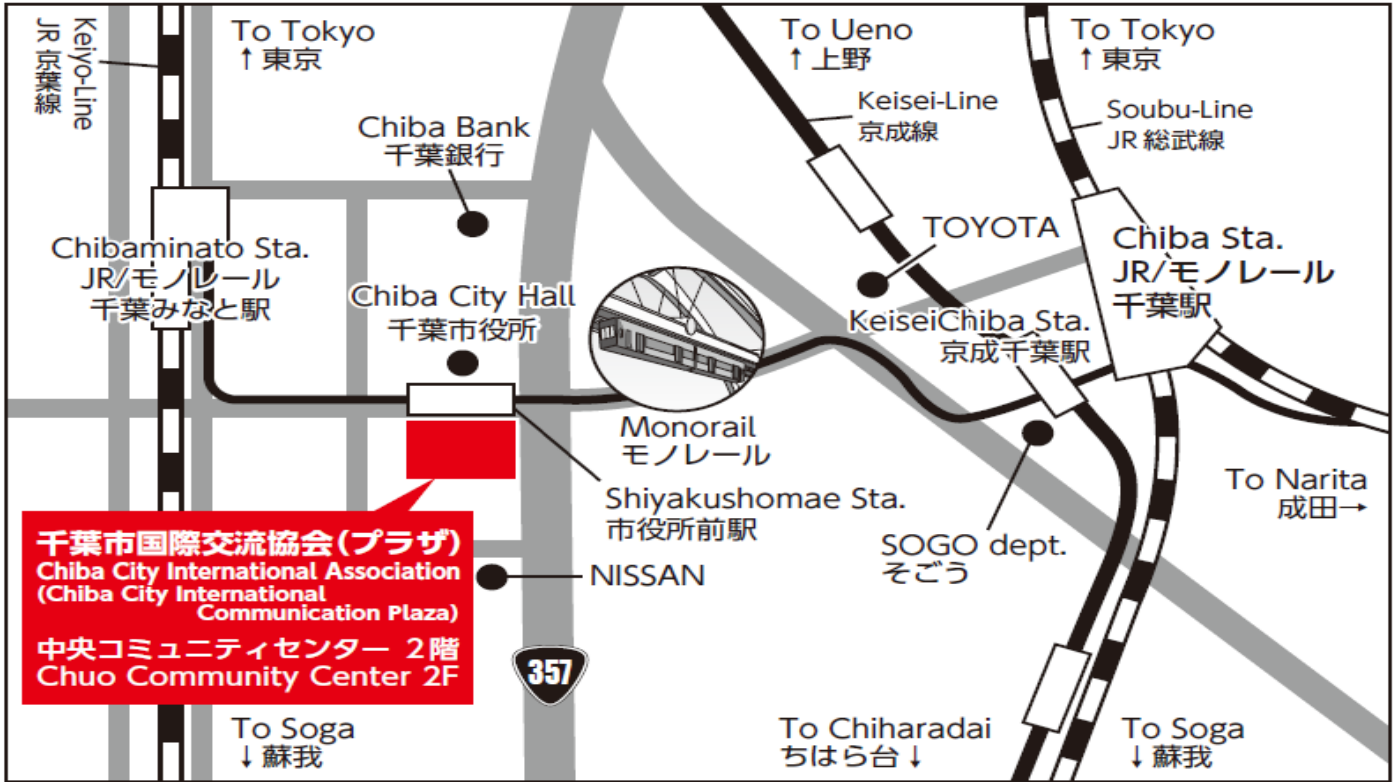 Keiyo-Line
JR 京葉線
To Tokyo
↑ 東京
To Ueno
↑ 上野
To Tokyo
↑ 東京
Keisei-Line
京成線
Soubu-Line
JR 総武線
Chiba Bank
千葉銀行
TOYOTA
Chibaminato Sta.
JR/モノレール
千葉みなと駅
Chiba City Hall
千葉市役所
Chiba Sta.
JR/モノレール
千葉駅
KeiseiChiba Sta.
京成千葉駅
Monorail
モノレール
Shiyakushomae Sta.
市役所前駅
To Narita
成田→
SOGO dept.
そごう
NISSAN
千葉市国際交流協会(プラザ)
Chiba City International Association
(Chiba City International
Communication Plaza)
中央コミュニティセンター 2階
Chuo Community Center 2F
357
To Soga
↓ 蘇我
To Chiharadai
ちはら台 ↓
To Soga
↓ 蘇我